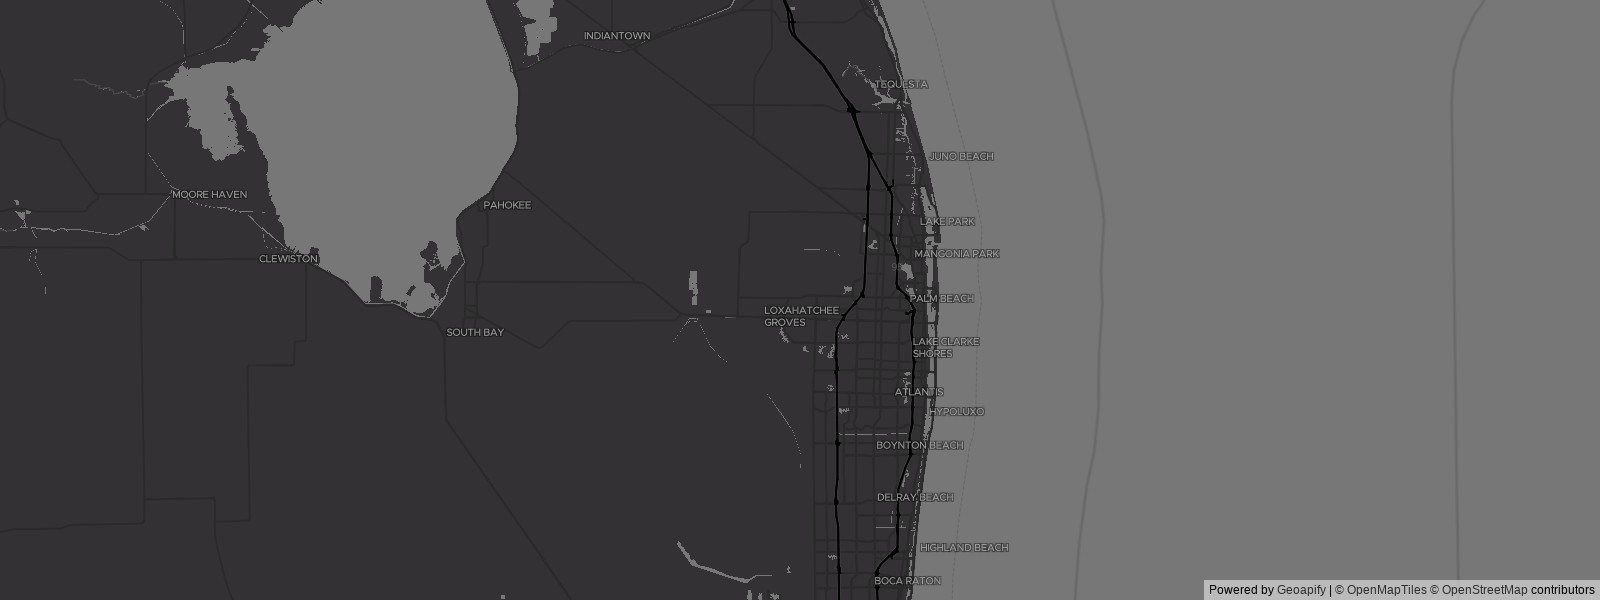 INDIANTOWN
TEQUESTA
JUNO BEACH
MOORE HAVEN
PAHOKEE
LAKE PARK
MANGONIA PARK
CLEWISTON
PALM BEACH
LOXAHATCHEE
GROVES
SOUTH BAY
LAKE CLARKE
SHORES
ATLANTIS
HYPOLUXO
BOYNTON BEACH
DELRAY BEACH
HIGHLAND BEACH
BOCA RATON
Powered by Geoapify | © OpenMapTiles © OpenStreetMap contributors